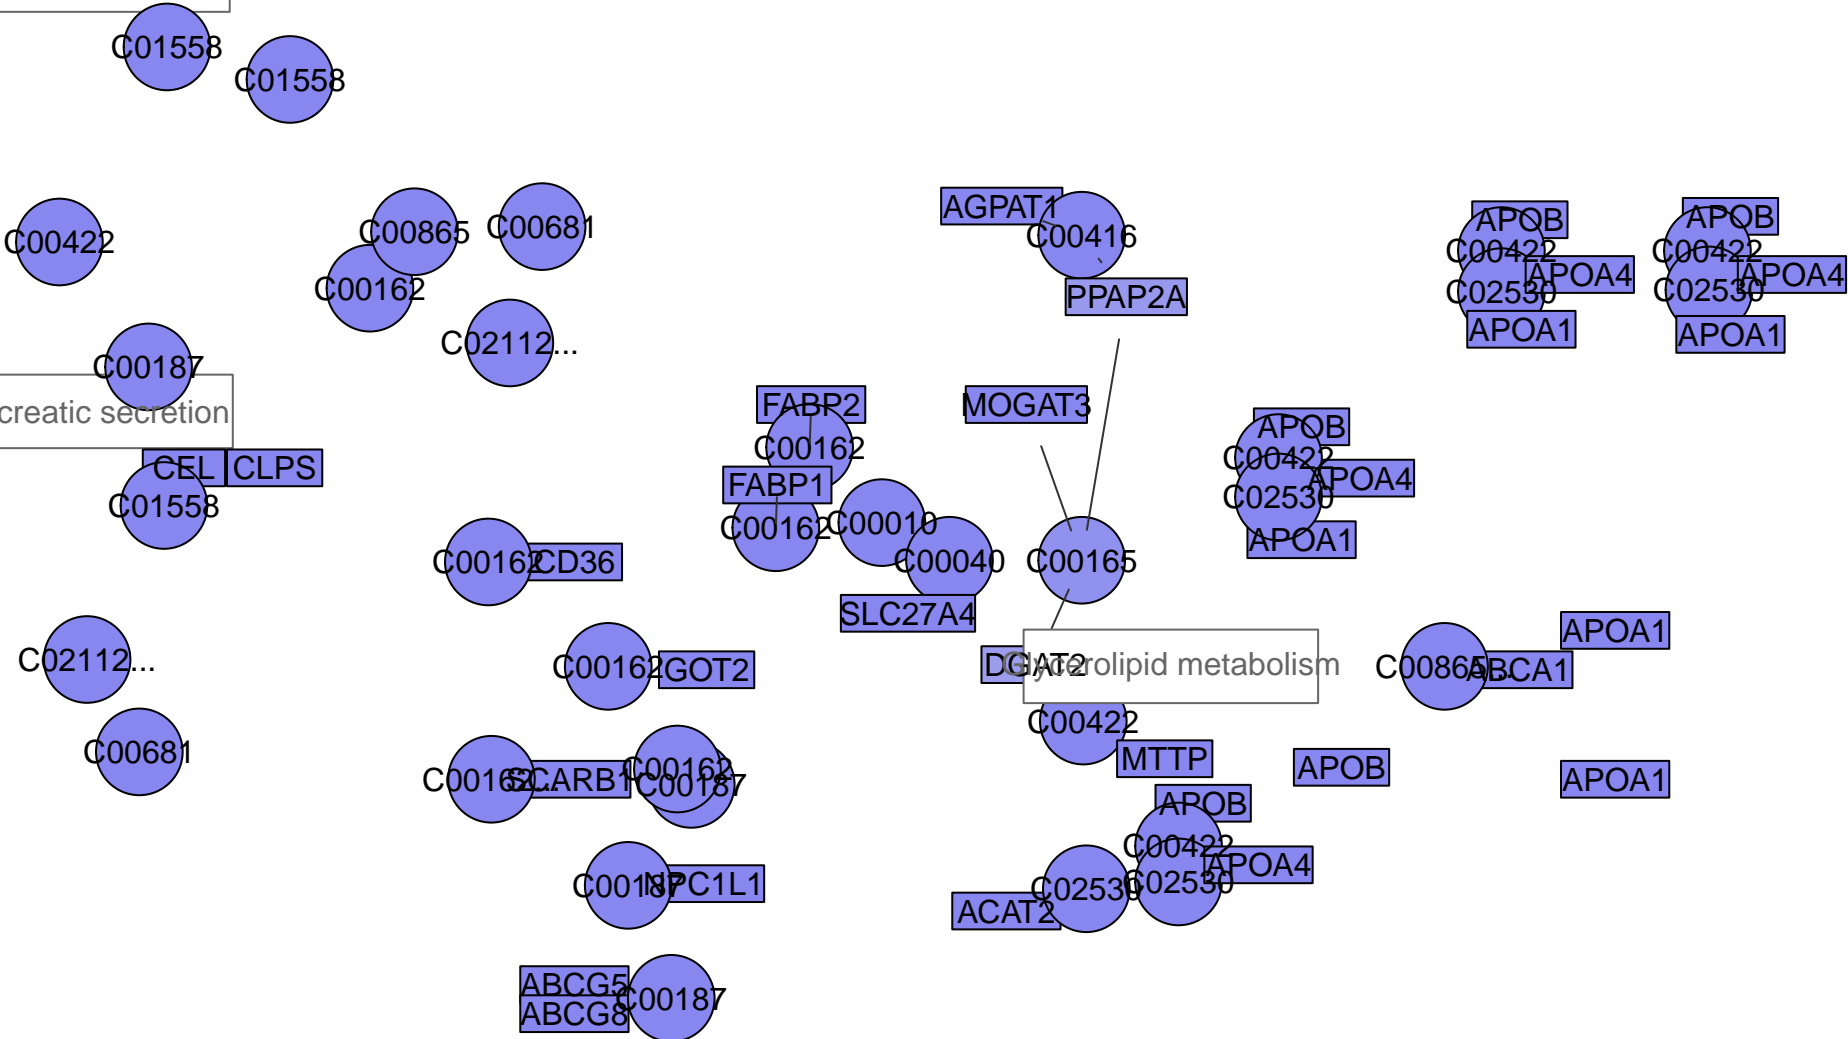 C01558
C01558
C00422
C00865
C00681
C00162
C02112...
C00187
creatic secretion
CEL
CLPS
C01558
C02112...
C00681
AGPAT1
C00416
PPAP2A
FABP2
C00162
FABP1
C00162
C00010
C00040
SLC27A4
MOGAT3
C00165
DGAT2
Glycerolipid metabolism
C00422
MTTP
APOB
APOB
C00422
C02530
APOA4
C02530
ACAT2
C00162
CD36
C00162
GOT2
C00162...
SCARB1
C00162
C00187
C00187
NPC1L1
ABCG5
ABCG8
C00187
APOB
C00422
C02530
APOA4
APOA1
APOB
C00422
C02530
APOA4
APOA1
APOB
C00422
C02530
APOA4
APOA1
C00865...
ABCA1
APOA1
APOA1